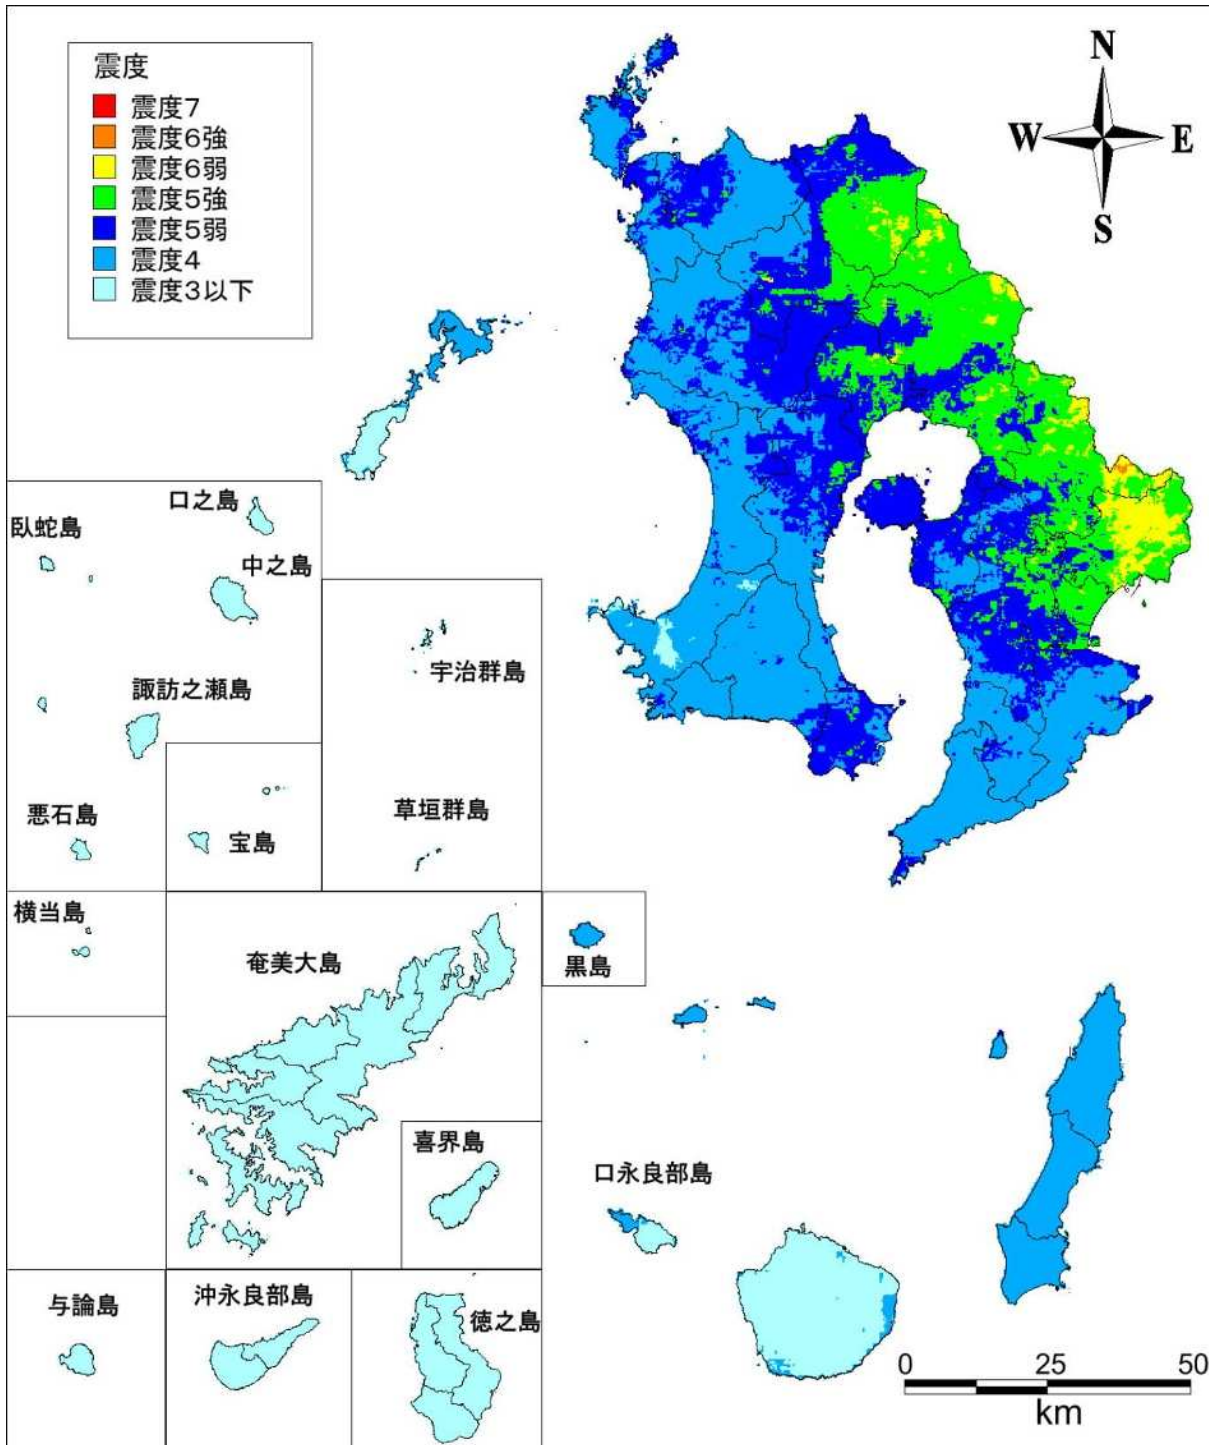 震度
震度7
震度6強
震度6弱
震度5強
震度5弱
震度4
震度3以下
N
W
E
S
口之島
臥蛇島
中之島
宇治群島
諏訪之瀬島
悪石島
宝島
草垣群島
横当島
奄美大島
黒島
喜界島
口永良部島
与論島
沖永良部島
徳之島
0 25 50
km